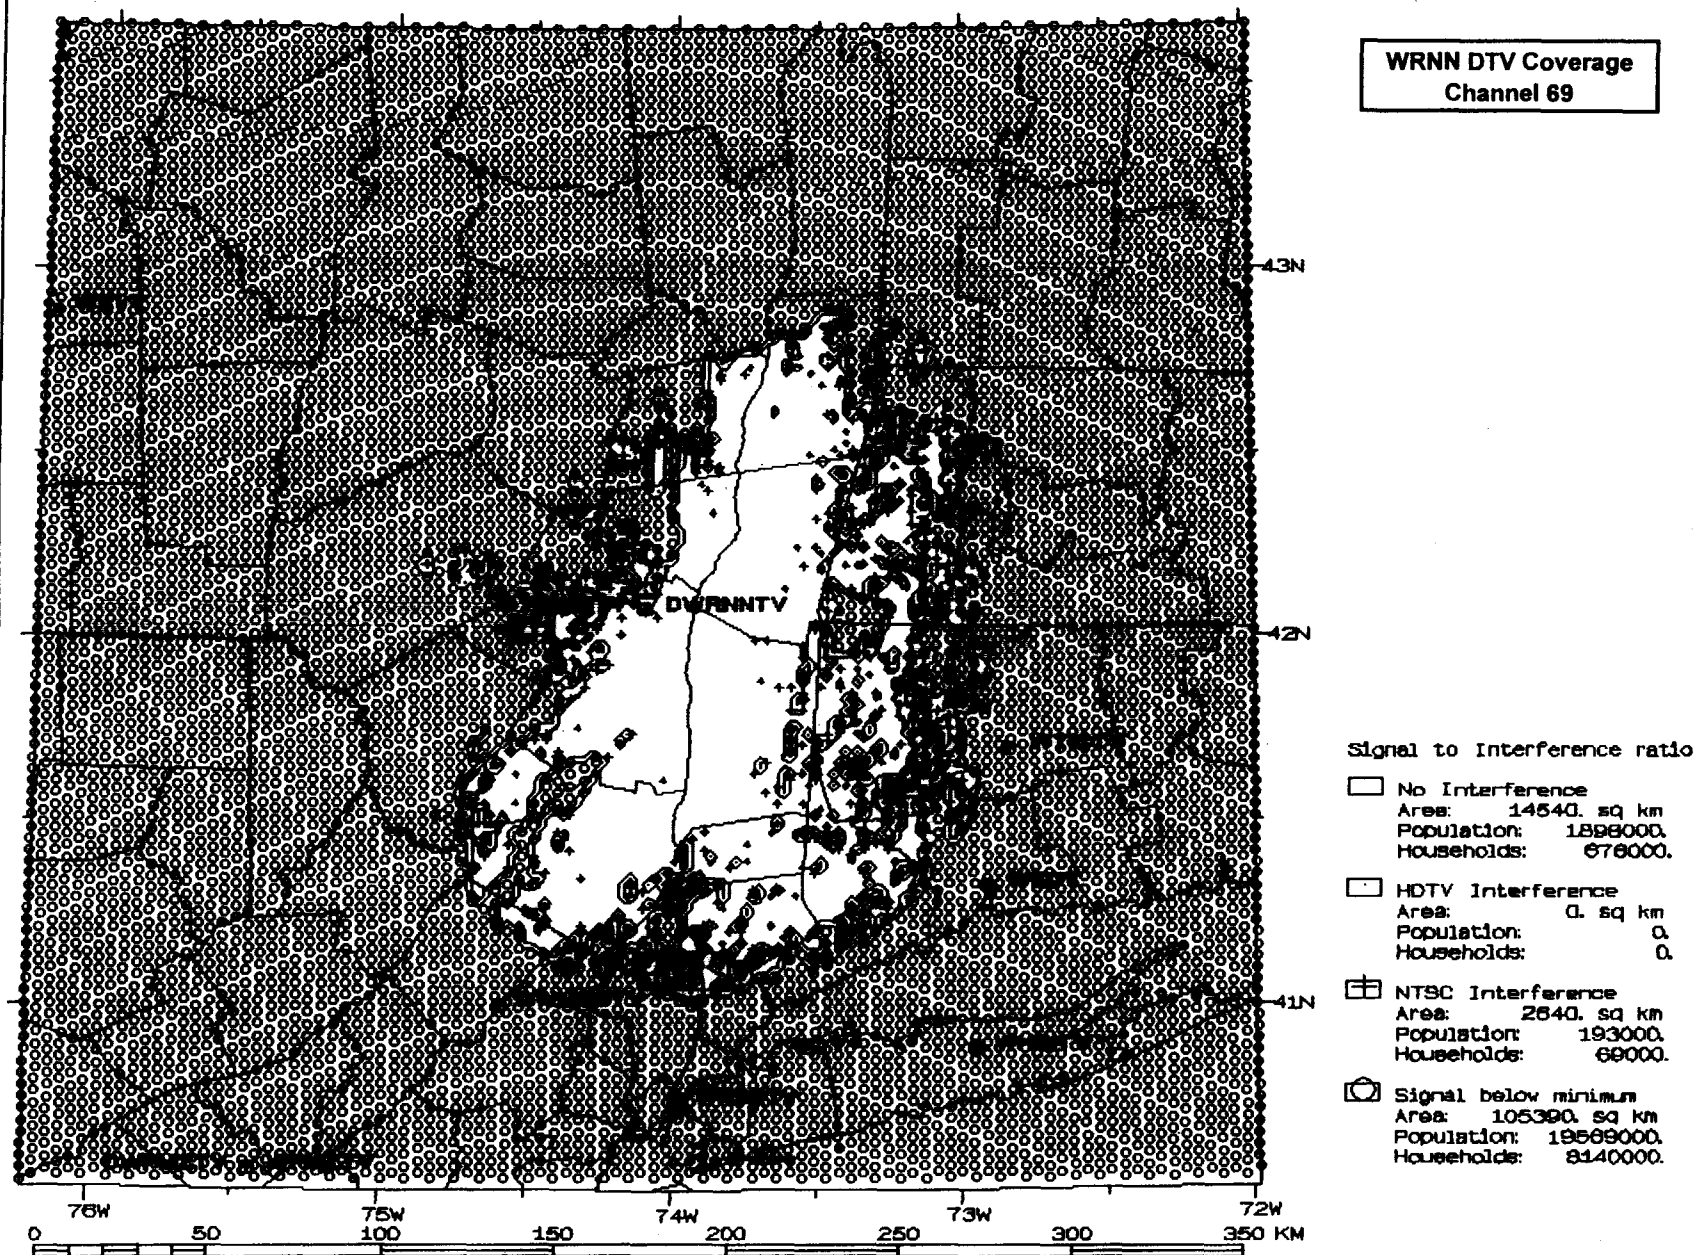 WRNN DTV Coverage
Channel 69
43N
DWRNNTV
42N
Signal to Interference ratio
No Interference
Area: 14540. sq km
Population: 1898000.
Households: 676000.
HDTV Interference
Area: 0. sq km
Population: 0.
Households: 0.
NTSC Interference
Area: 2640. sq km
Population: 193000.
Households: 69000.
41N
Signal below minimum
Area: 105390. sq km
Population: 19569000.
Households: 8140000.
76W 75W 74W 73W 72W
0 50 100 150 200 250 300 350 KM